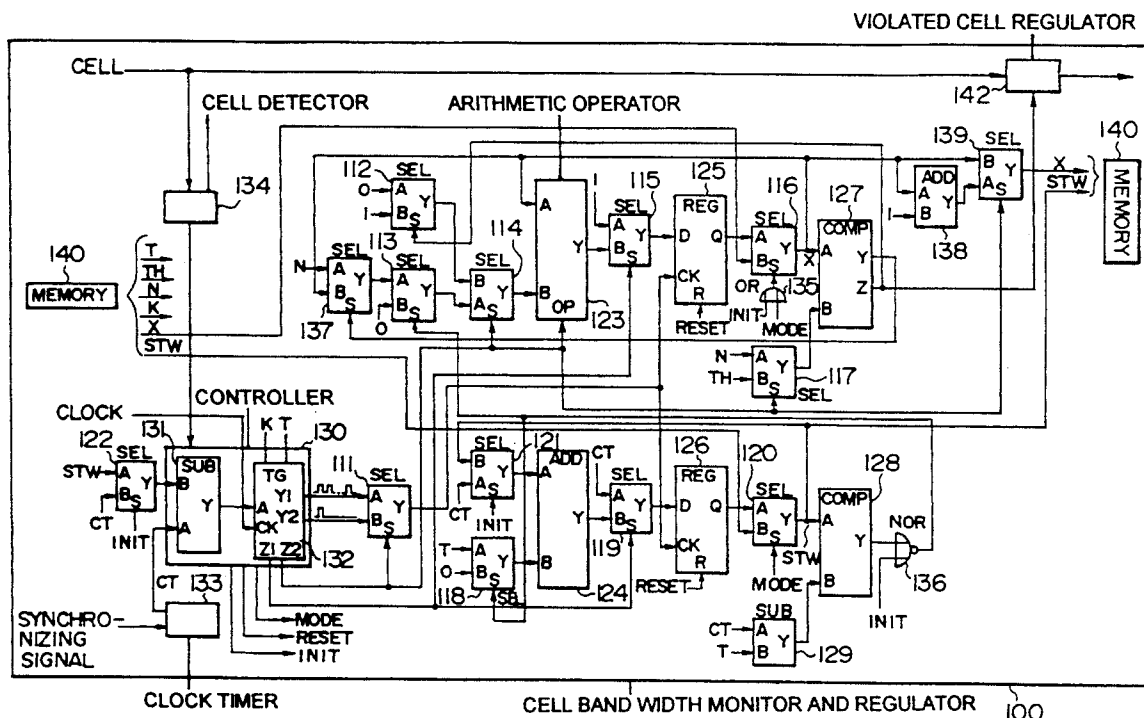 VIOLATED CELL REGULATOR
CELL
142
CELL DETECTOR
ARITHMETIC OPERATOR
139
SEL
B Y
A S
X
STW
140
MEMORY
134
112
SEL
0 A Y
1 B S
115
1
SEL
A Y
B S
125
REG
D Q
CK
R
RESET
116
SEL
A Y
B S
X
127
COMP
A Y
Z
B
ADD
A Y
1 B
138
113
SEL
A Y
B S
0
114
SEL
B Y
A S
A
Y
B
OP
123
N
SEL
A Y
B S
137
OR
135
INIT
MODE
140
MEMORY
T
TH
N
K
X
STW
N A Y
TH B S
117
SEL
CONTROLLER
CLOCK
131
K T
130
122
SEL
STW A Y
CT B S
INIT
SUB
B
Y
A
TG
Y1
A Y2
CK
Z1 Z2
132
111
SEL
A Y
B S
121
SEL
B Y
A S
CT
INIT
ADD
A
Y
B
124
CT
SEL
A Y
B S
119
126
REG
D Q
CK
R
RESET
120
SEL
A Y
B S
STW
MODE
128
COMP
A
Y
B
NOR
136
INIT
T A Y
0 B S
118
SEL
CT
133
SYNCHRO-
NIZING
SIGNAL
MODE
RESET
INIT
SUB
CT A Y
T B
129
CLOCK TIMER
CELL BAND WIDTH MONITOR AND REGULATOR
100